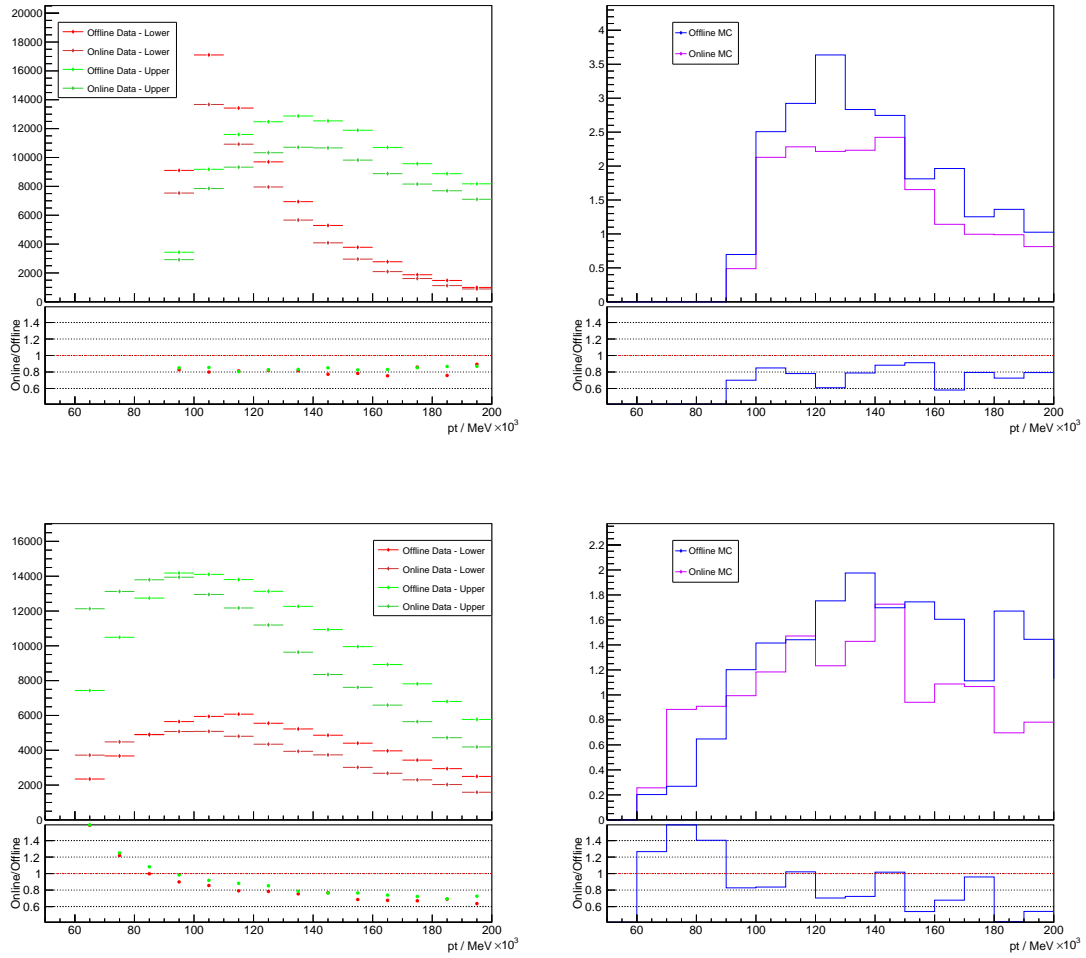 20000
18000
16000
14000
12000
10000
8000
6000
4000
2000
0
Offline Data - Lower
Online Data - Lower
Offline Data - Upper
Online Data - Upper
Online/Offline
1.4
1.2
1
0.8
0.6
60 80 100 120 140 160 180 200
pt / MeV ×10³
4
3.5
3
2.5
2
1.5
1
0.5
0
Offline MC
Online MC
Online/Offline
1.4
1.2
1
0.8
0.6
60 80 100 120 140 160 180 200
pt / MeV ×10³
16000
14000
12000
10000
8000
6000
4000
2000
0
Offline Data - Lower
Online Data - Lower
Offline Data - Upper
Online Data - Upper
Online/Offline
1.4
1.2
1
0.8
0.6
60 80 100 120 140 160 180 200
pt / MeV ×10³
2.2
2
1.8
1.6
1.4
1.2
1
0.8
0.6
0.4
0.2
0
Offline MC
Online MC
Online/Offline
1.4
1.2
1
0.8
0.6
60 80 100 120 140 160 180 200
pt / MeV ×10³